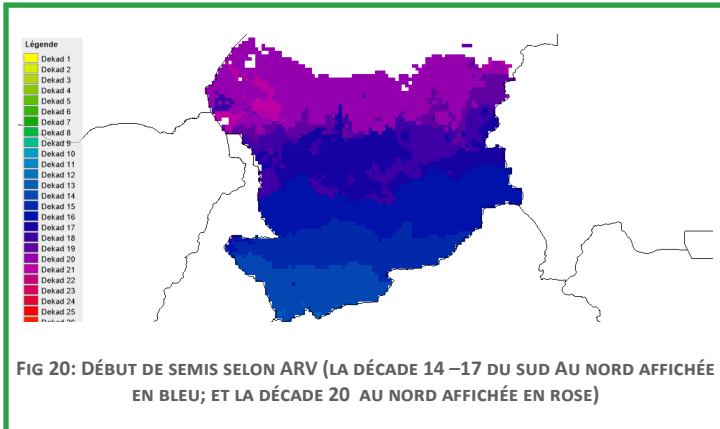 Légende
Dekad 1
Dekad 2
Dekad 3
Dekad 4
Dekad 5
Dekad 6
Dekad 7
Dekad 8
Dekad 9
Dekad 10
Dekad 11
Dekad 12
Dekad 13
Dekad 14
Dekad 15
Dekad 16
Dekad 17
Dekad 18
Dekad 19
Dekad 20
Dekad 21
Dekad 22
Dekad 23
Dekad 24
Dekad 25
Dekad 26
FIG 20: DÉBUT DE SEMIS SELON ARV (LA DÉCADE 14 –17 DU SUD AU NORD AFFICHÉE
EN BLEU; ET LA DÉCADE 20 AU NORD AFFICHÉE EN ROSE)